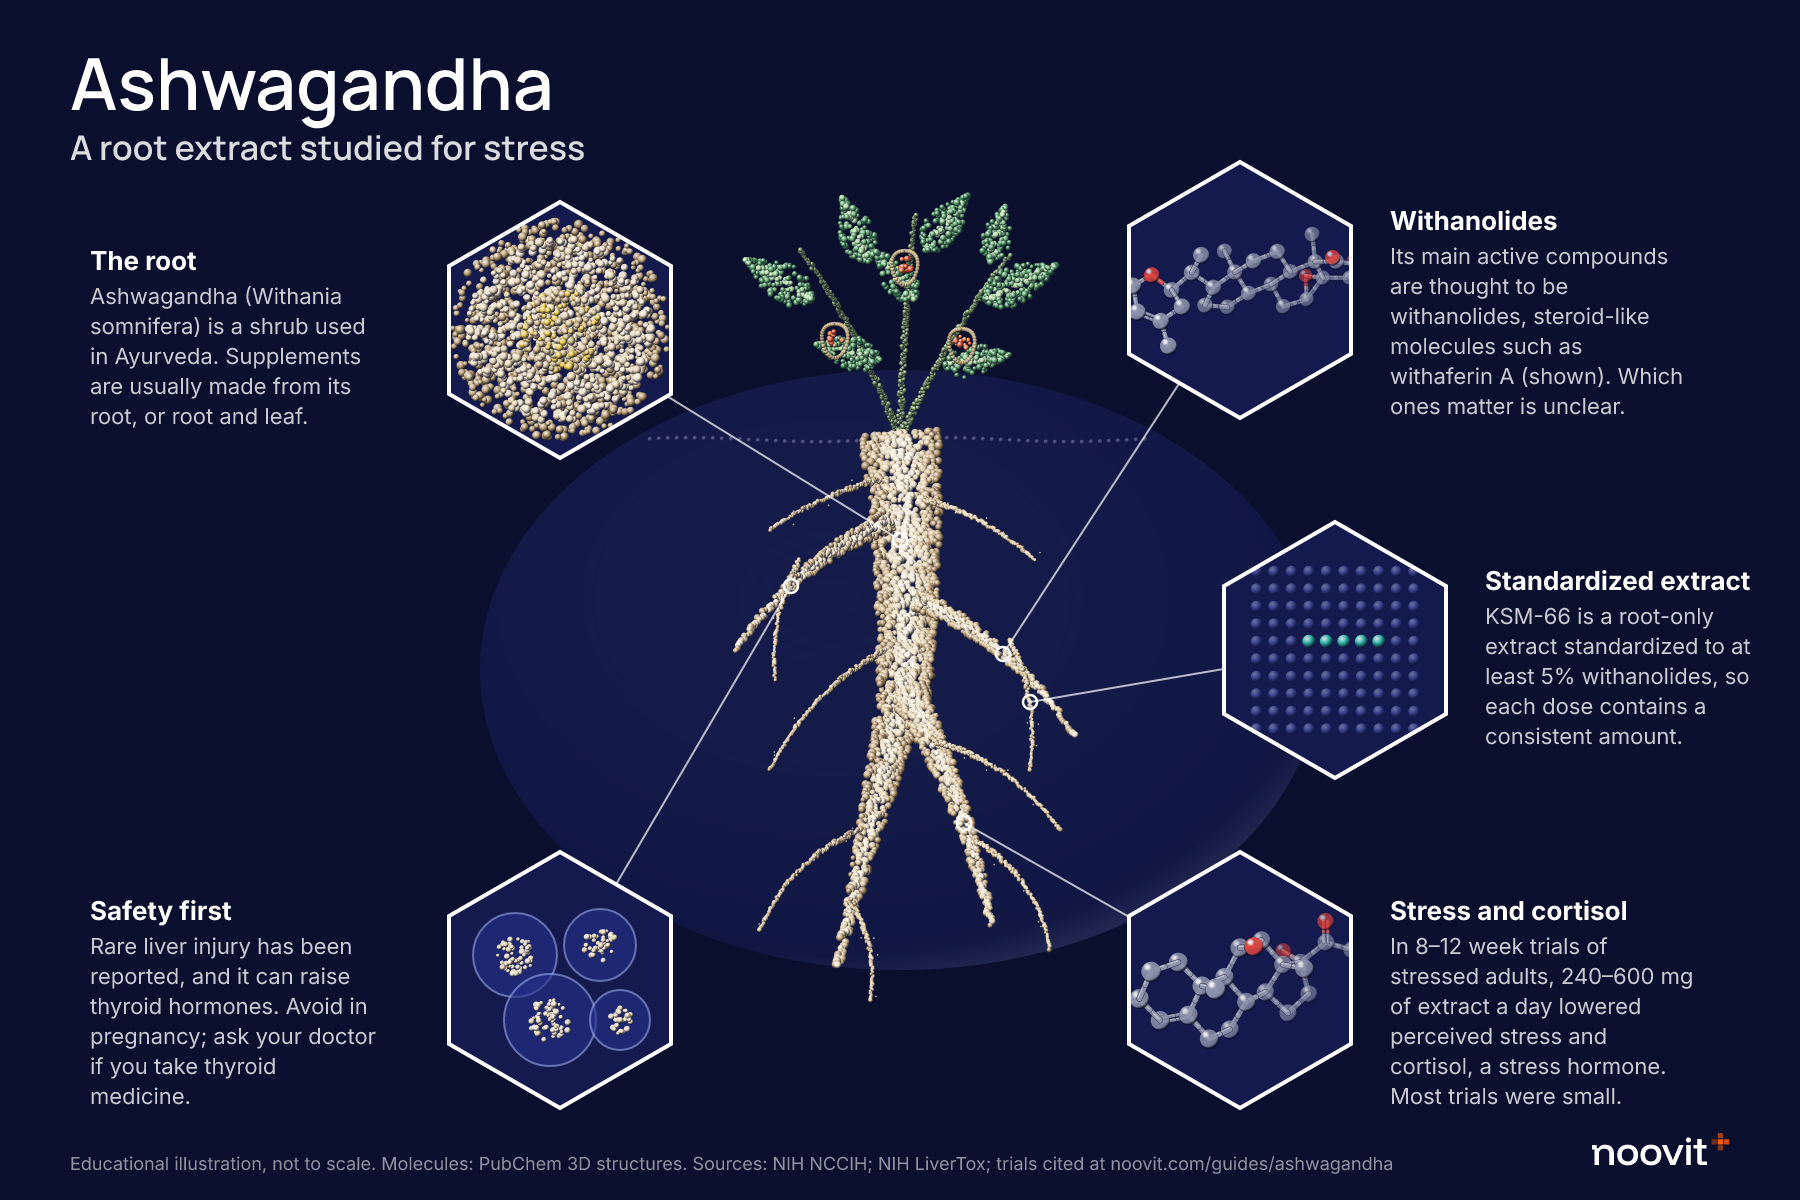 Ashwagandha
A root extract studied for stress
The root
Ashwagandha (Withania
somnifera) is a shrub used
in Ayurveda. Supplements
are usually made from its
root, or root and leaf.
Withanolides
Its main active compounds
are thought to be
withanolides, steroid-like
molecules such as
withaferin A (shown). Which
ones matter is unclear.
Standardized extract
KSM-66 is a root-only
extract standardized to at
least 5% withanolides, so
each dose contains a
consistent amount.
Safety first
Rare liver injury has been
reported, and it can raise
thyroid hormones. Avoid in
pregnancy; ask your doctor
if you take thyroid
medicine.
Stress and cortisol
In 8–12 week trials of
stressed adults, 240–600 mg
of extract a day lowered
perceived stress and
cortisol, a stress hormone.
Most trials were small.
Educational illustration, not to scale. Molecules: PubChem 3D structures. Sources: NIH NCCIH; NIH LiverTox; trials cited at noovit.com/guides/ashwagandha
noovit